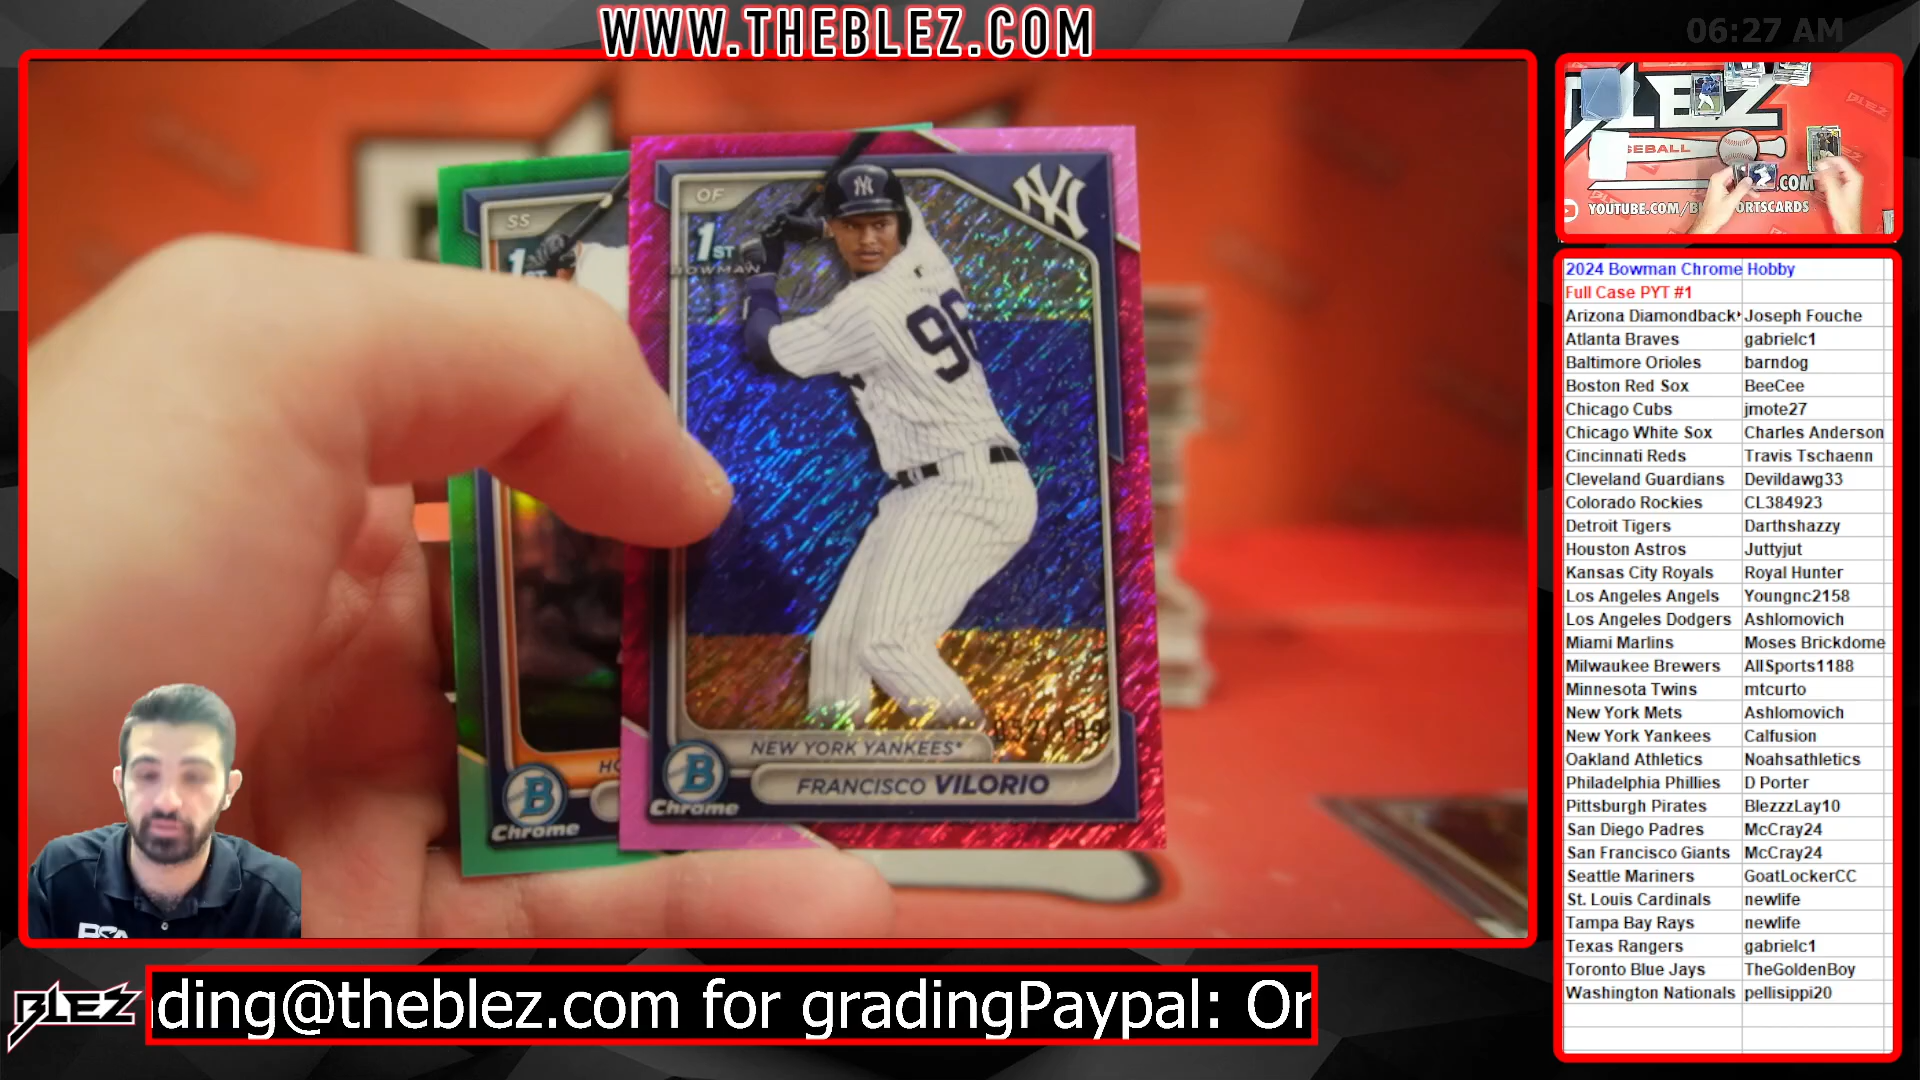 WWW.THEBLEZ.COM
06:27 AM
OF
NY
1ST
BOWMAN
96
SS
1ST
NEW YORK YANKEES*
FRANCISCO VILORIO
B
Chrome
B
Chrome
BLEZ
SEBALL
.COM
YOUTUBE.COM/BL
ORTSCARDS
2024 Bowman Chrome Hobby
Full Case PYT #1
Arizona Diamondback Joseph Fouche
Atlanta Braves gabrielc1
Baltimore Orioles barndog
Boston Red Sox BeeCee
Chicago Cubs jmote27
Chicago White Sox Charles Anderson
Cincinnati Reds Travis Tschaenn
Cleveland Guardians Devildawg33
Colorado Rockies CL384923
Detroit Tigers Darthshazzy
Houston Astros Juttyjut
Kansas City Royals Royal Hunter
Los Angeles Angels Youngnc2158
Los Angeles Dodgers Ashlomovich
Miami Marlins Moses Brickdome
Milwaukee Brewers AllSports1188
Minnesota Twins mtcurto
New York Mets Ashlomovich
New York Yankees Calfusion
Oakland Athletics Noahsathletics
Philadelphia Phillies D Porter
Pittsburgh Pirates BlezzzLay10
San Diego Padres McCray24
San Francisco Giants McCray24
Seattle Mariners GoatLockerCC
St. Louis Cardinals newlife
Tampa Bay Rays newlife
Texas Rangers gabrielc1
Toronto Blue Jays TheGoldenBoy
Washington Nationals pellisippi20
BLEZ
ding@theblez.com for gradingPaypal: Or